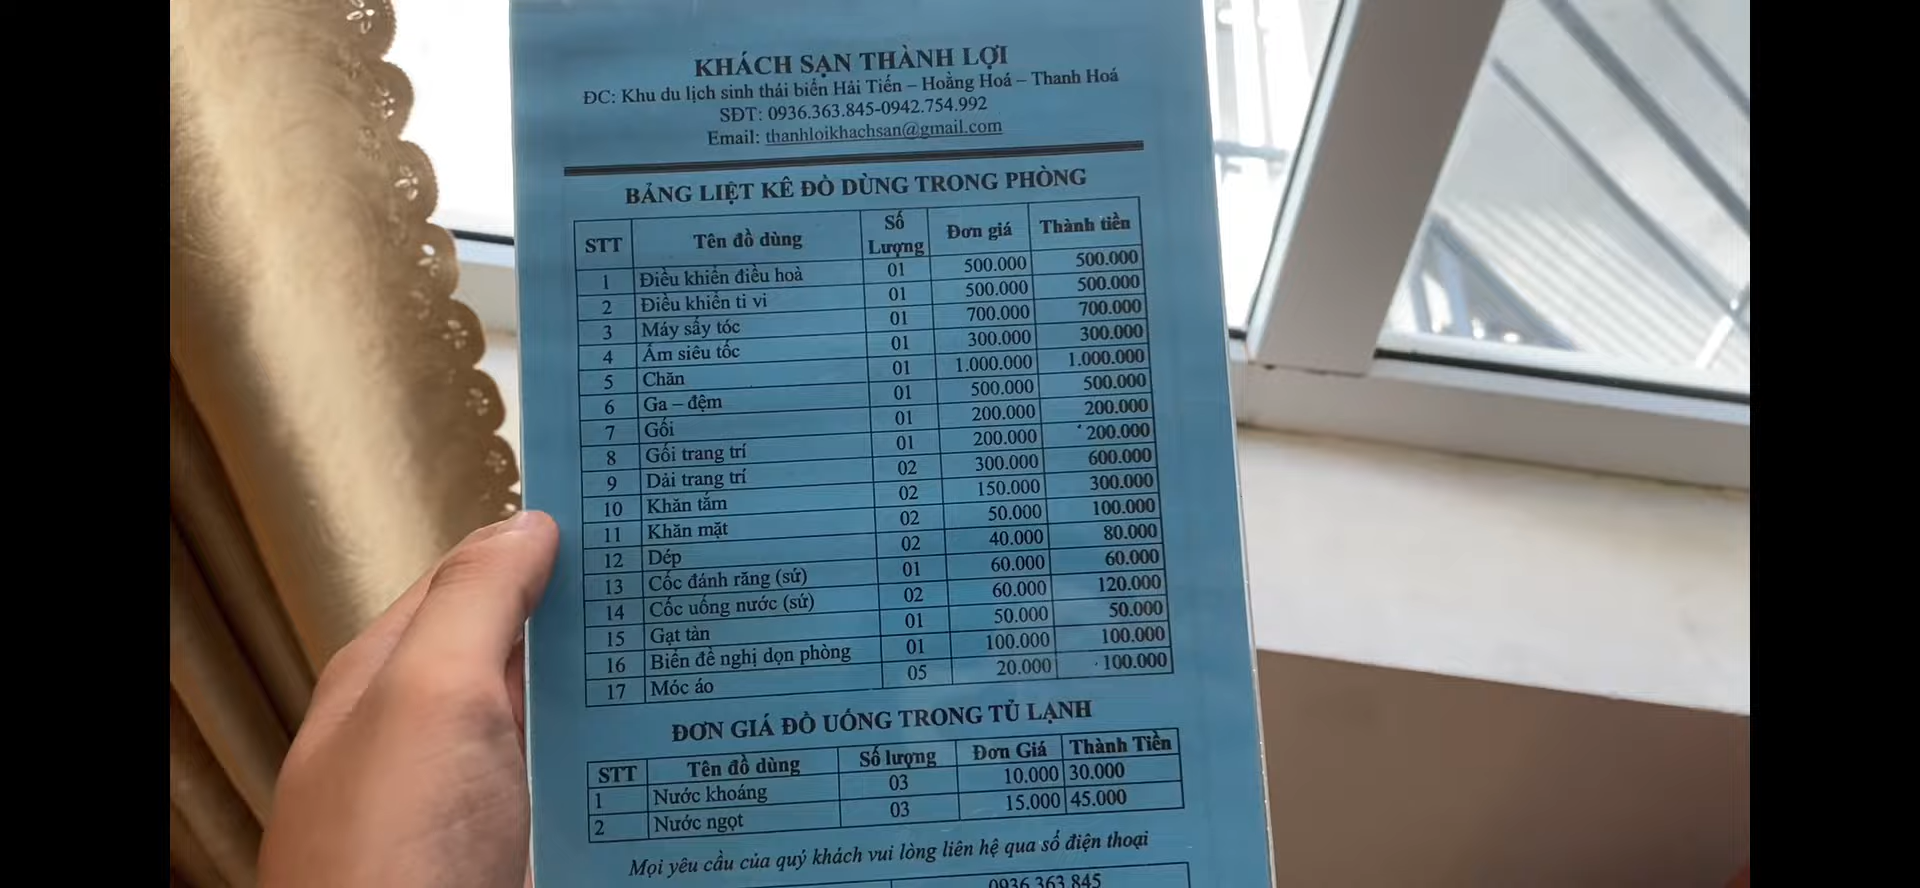 KHÁCH SẠN THÀNH LỢI
ĐC: Khu du lịch sinh thái biển Hải Tiến – Hoằng Hoá – Thanh Hoá
SĐT: 0936.363.845-0942.754.992
Email: thanhloikhachsan@gmail.com
BẢNG LIỆT KÊ ĐỒ DÙNG TRONG PHÒNG
STT Tên đồ dùng Số Lượng Đơn giá Thành tiền
1 Điều khiển điều hoà 01 500.000 500.000
2 Điều khiển ti vi 01 500.000 500.000
3 Máy sấy tóc 01 700.000 700.000
4 Ấm siêu tốc 01 300.000 300.000
5 Chăn 01 1.000.000 1.000.000
6 Ga – đệm 01 500.000 500.000
7 Gối 01 200.000 200.000
8 Gối trang trí 01 200.000 200.000
9 Dải trang trí 02 300.000 600.000
10 Khăn tắm 02 150.000 300.000
11 Khăn mặt 02 50.000 100.000
12 Dép 02 40.000 80.000
13 Cốc đánh răng (sứ) 01 60.000 60.000
14 Cốc uống nước (sứ) 02 60.000 120.000
15 Gạt tàn 01 50.000 50.000
16 Biển đề nghị dọn phòng 01 100.000 100.000
17 Móc áo 05 20.000 100.000
ĐƠN GIÁ ĐỒ UỐNG TRONG TỦ LẠNH
STT Tên đồ dùng Số lượng Đơn Giá Thành Tiền
1 Nước khoáng 03 10.000 30.000
2 Nước ngọt 03 15.000 45.000
Mọi yêu cầu của quý khách vui lòng liên hệ qua số điện thoại
0936.363.845